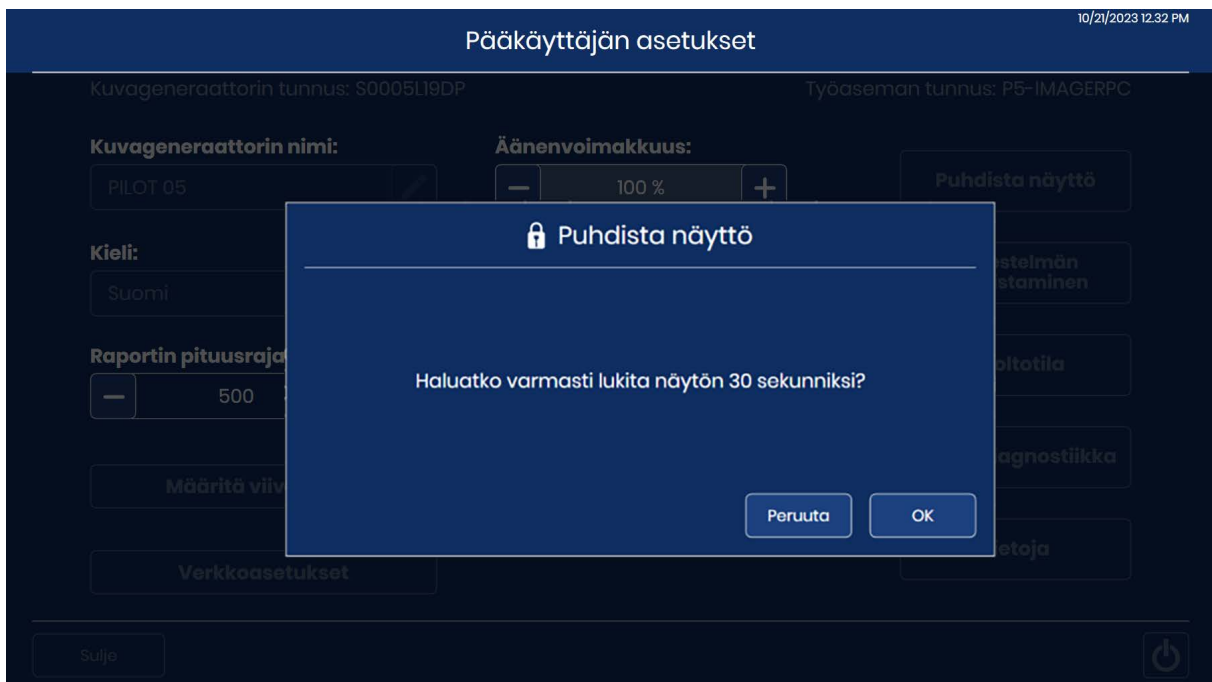 10/21/2023 12.32 PM
Pääkäyttäjän asetukset
Kuvageneraattorin tunnus: S0005L19DP
Työaseman tunnus: P5-IMAGERPC
Kuvageneraattorin nimi:
Äänenvoimakkuus:
PILOT 05
100 %
Puhdista näyttö
Puhdista näyttö
Kieli:
Suomi
Raportin
500
Haluatko varmasti lukita näytön 30 sekunniksi?
Määritä
Peruuta
OK
Verkkoasetukset
Sulje